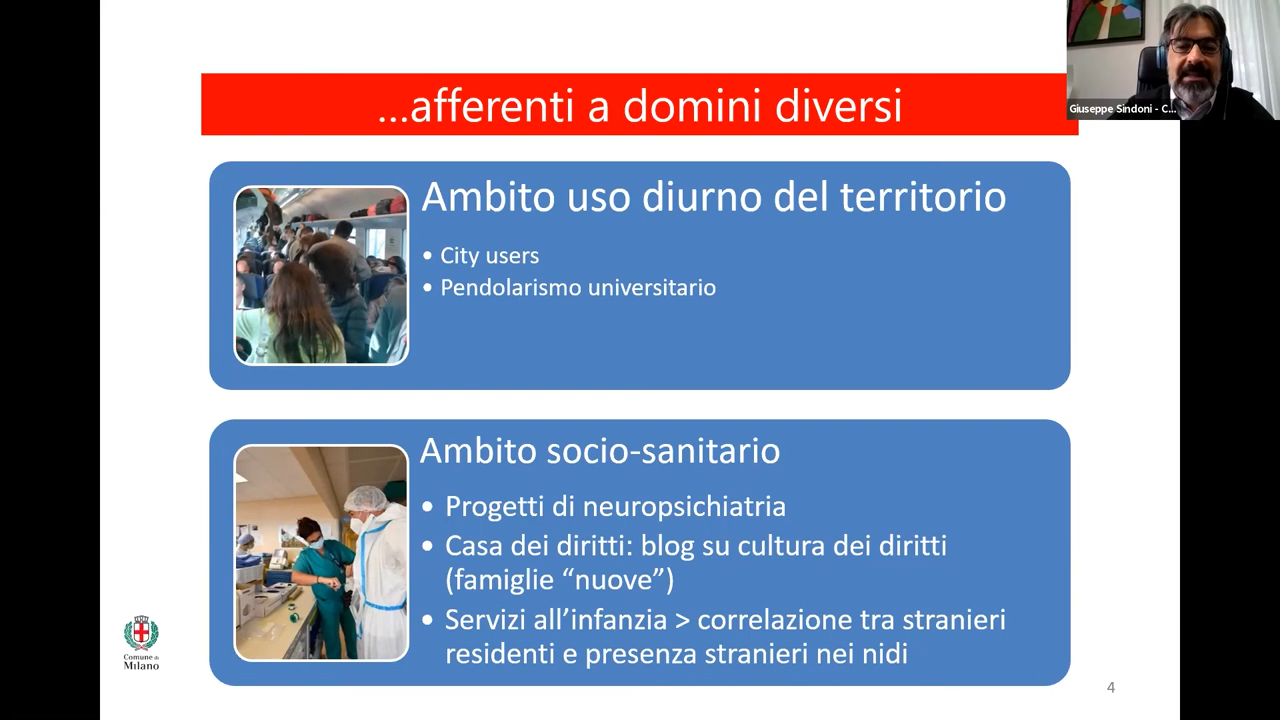 ...afferenti a domini diversi
Giuseppe Sindoni - C...
Ambito uso diurno del territorio
• City users
• Pendolarismo universitario
Ambito socio-sanitario
• Progetti di neuropsichiatria
• Casa dei diritti: blog su cultura dei diritti
(famiglie “nuove”)
• Servizi all’infanzia > correlazione tra stranieri
residenti e presenza stranieri nei nidi
Comune di
Milano
4